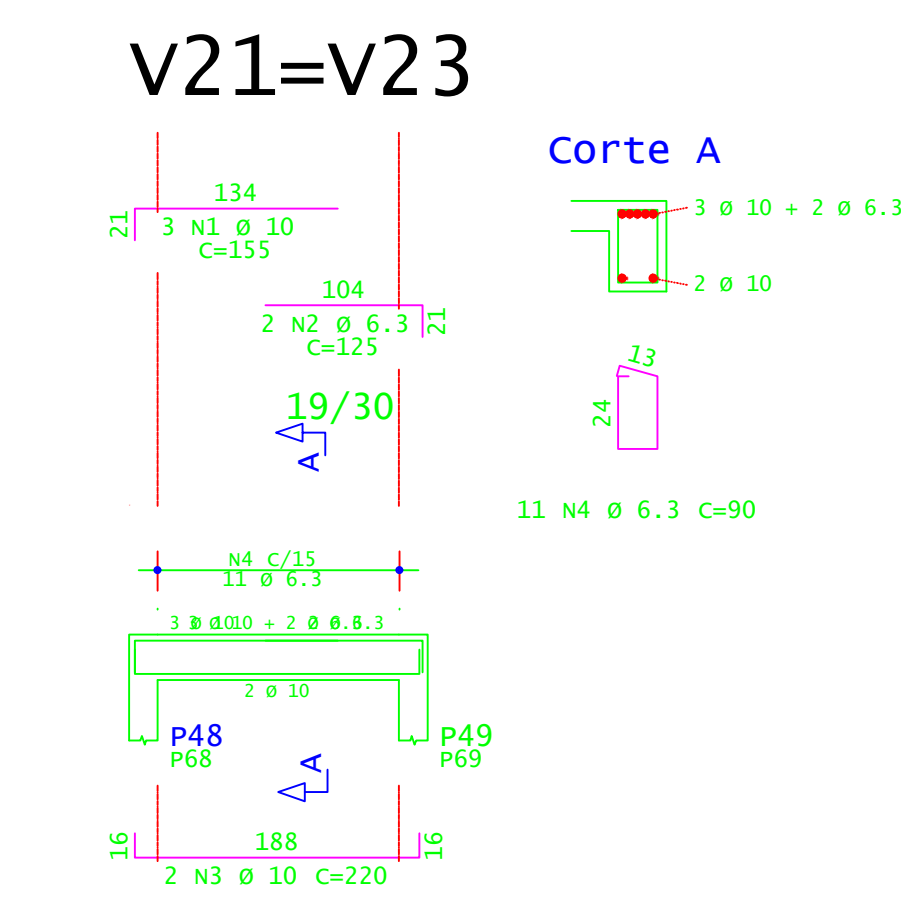 V21=V23
Corte A
134
21
3 N1 Ø 10
C=155
3 Ø 10 + 2 Ø 6.3
2 Ø 10
104
2 N2 Ø 6.3
21
C=125
13
24
19/30
A
11 N4 Ø 6.3 C=90
N4 C/15
11 Ø 6.3
2 Ø 10
P48
P68
P49
P69
A
16
188
16
2 N3 Ø 10 C=220